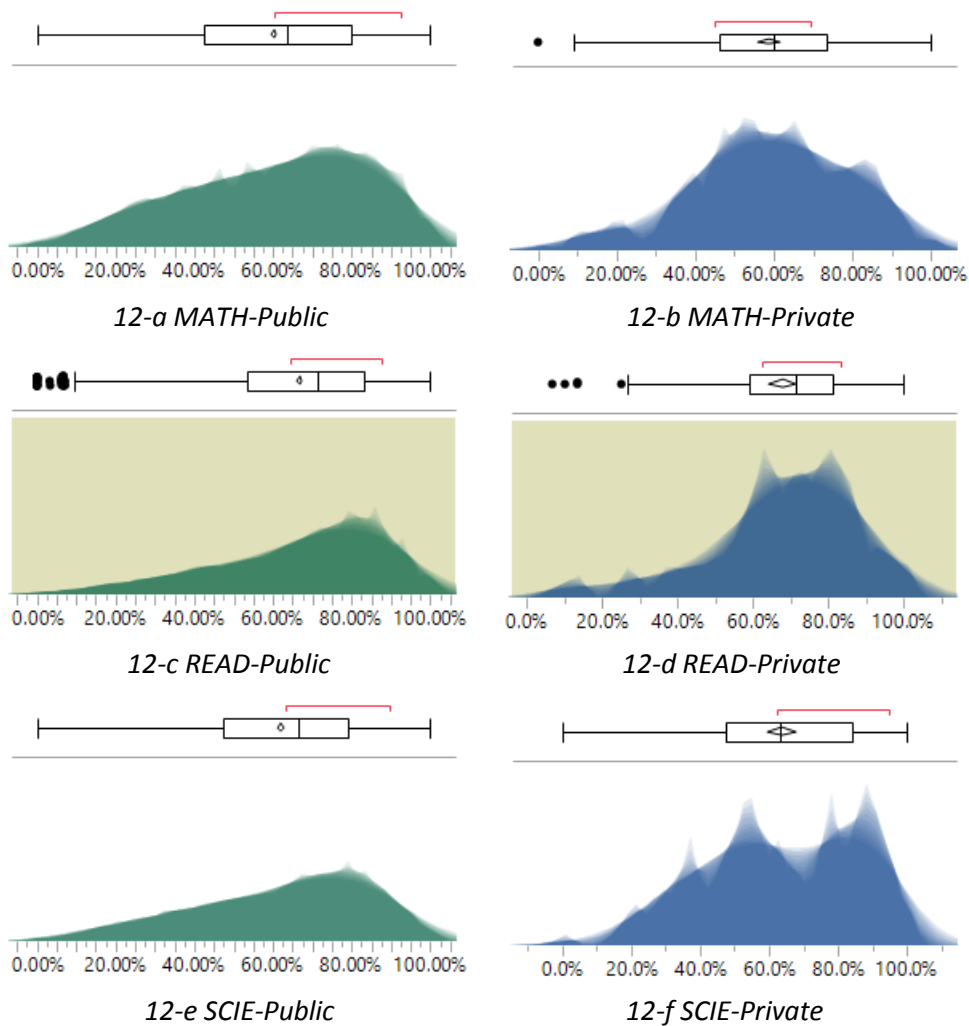 0.00% 20.00% 40.00% 60.00% 80.00% 100.00%
0.00% 20.00% 40.00% 60.00% 80.00% 100.00%
12-a MATH-Public
12-b MATH-Private
0.00% 20.00% 40.00% 60.00% 80.00% 100.00%
0.0% 20.0% 40.0% 60.0% 80.0% 100.0%
12-c READ-Public
12-d READ-Private
0.00% 20.00% 40.00% 60.00% 80.00% 100.00%
0.0% 20.0% 40.0% 60.0% 80.0% 100.0%
12-e SCIE-Public
12-f SCIE-Private